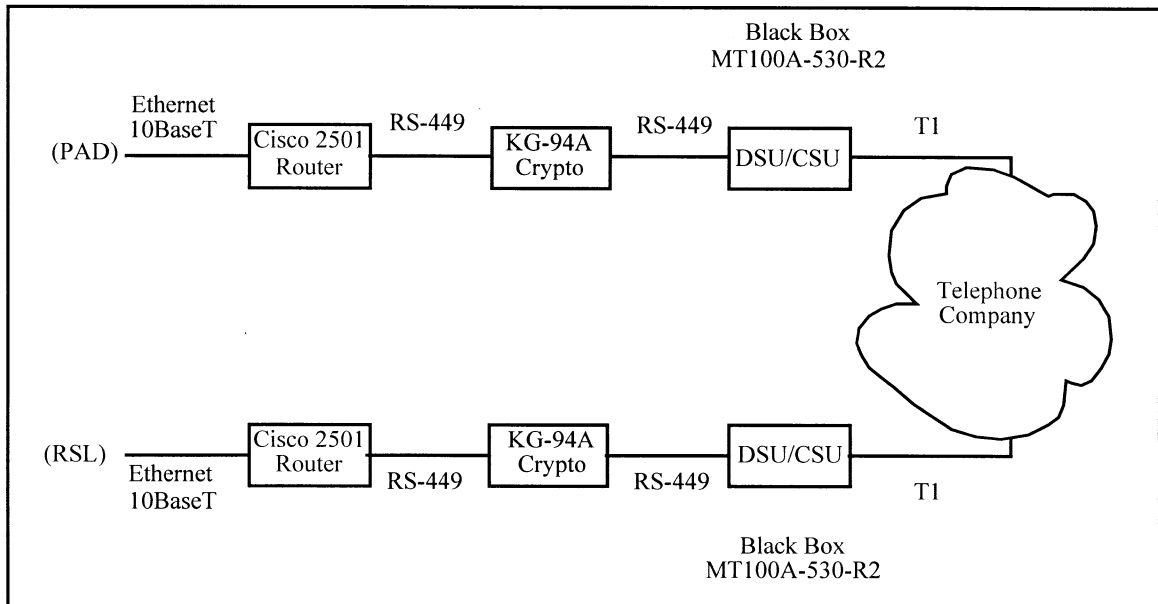 Black Box
MT100A-530-R2
Ethernet
10BaseT
(PAD)
Cisco 2501
Router
RS-449
KG-94A
Crypto
RS-449
DSU/CSU
T1
Telephone
Company
(RSL)
Ethernet
10BaseT
Cisco 2501
Router
RS-449
KG-94A
Crypto
RS-449
DSU/CSU
T1
Black Box
MT100A-530-R2